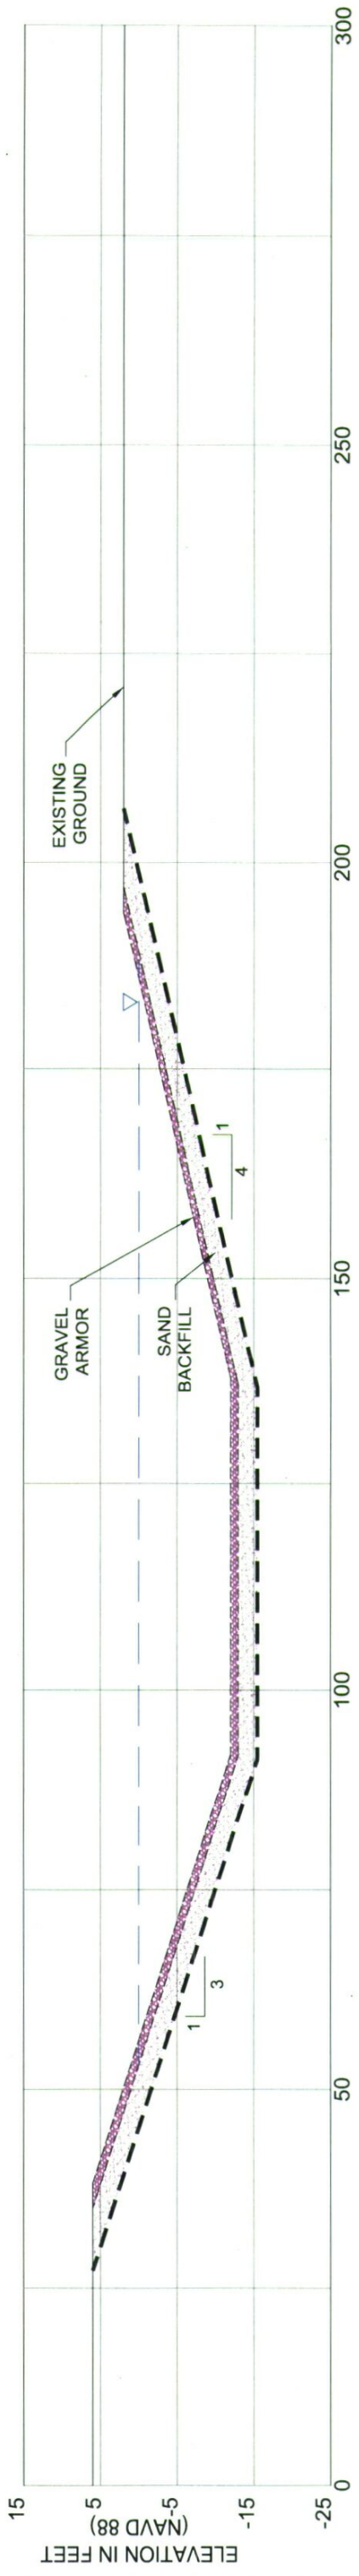 ELEVATION IN FEET
(NAVD 88)
15
5
-5
-15
-25
EXISTING
GROUND
GRAVEL
ARMOR
SAND
BACKFILL
1
3
1
4
0
50
100
150
200
250
300